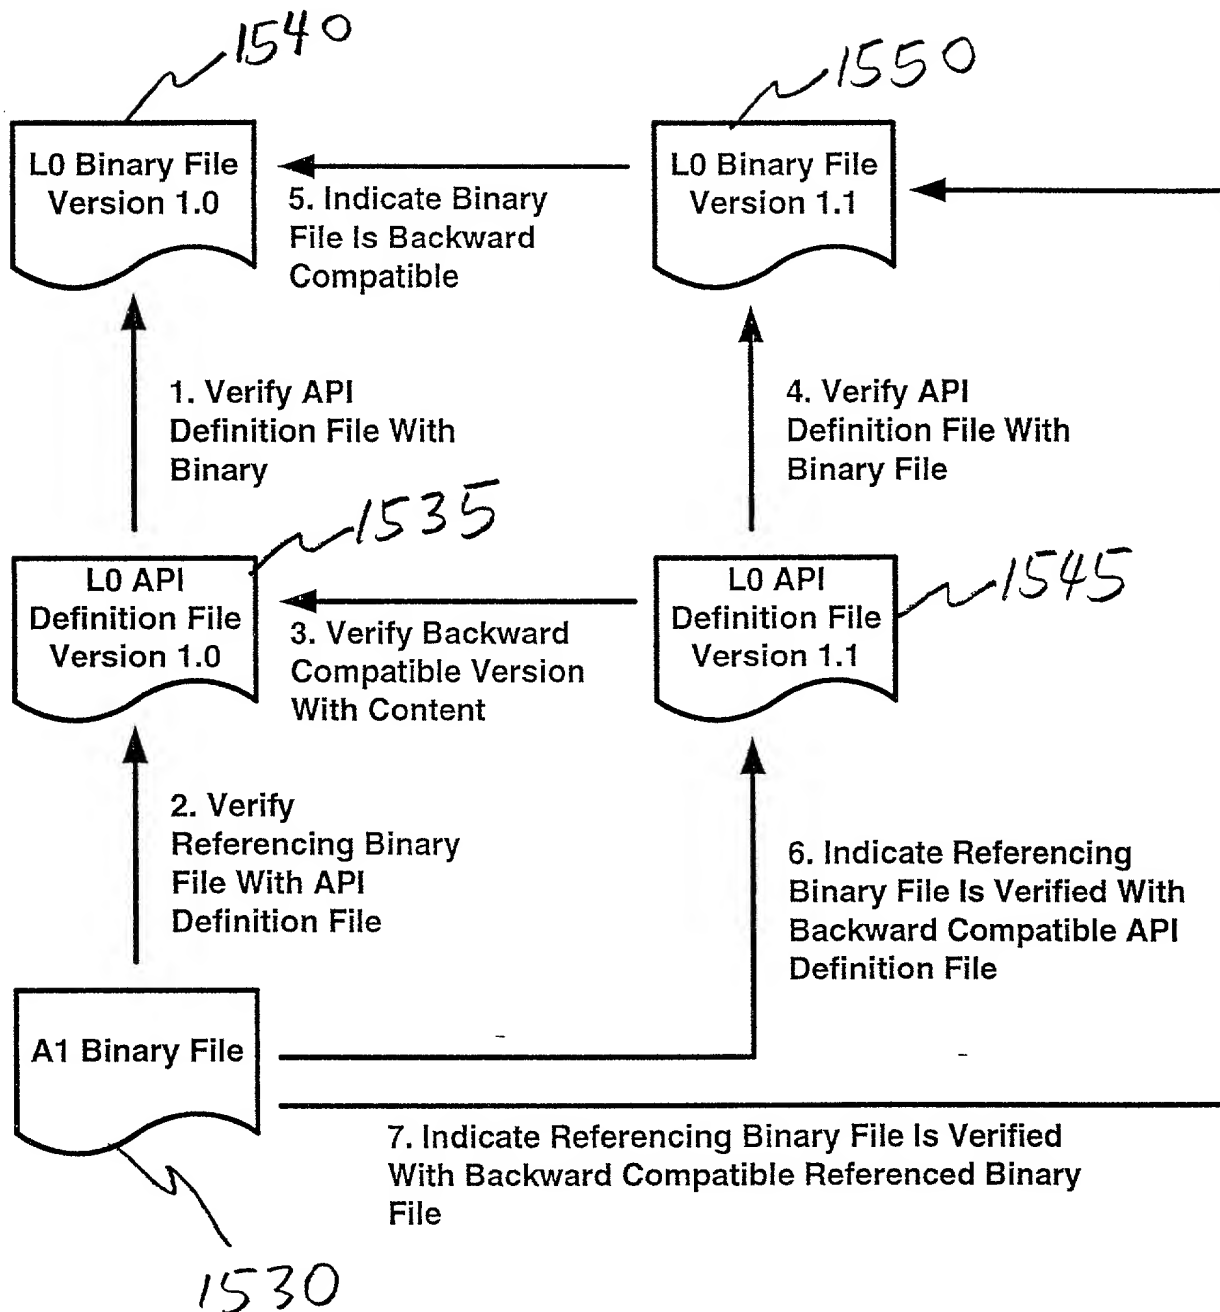 1540
1550
L0 Binary File
Version 1.0
L0 Binary File
Version 1.1
5. Indicate Binary
File Is Backward
Compatible
1. Verify API
Definition File With
Binary
4. Verify API
Definition File With
Binary File
1535
1545
L0 API
Definition File
Version 1.0
L0 API
Definition File
Version 1.1
3. Verify Backward
Compatible Version
With Content
2. Verify
Referencing Binary
File With API
Definition File
6. Indicate Referencing
Binary File Is Verified With
Backward Compatible API
Definition File
A1 Binary File
7. Indicate Referencing Binary File Is Verified
With Backward Compatible Referenced Binary
File
1530